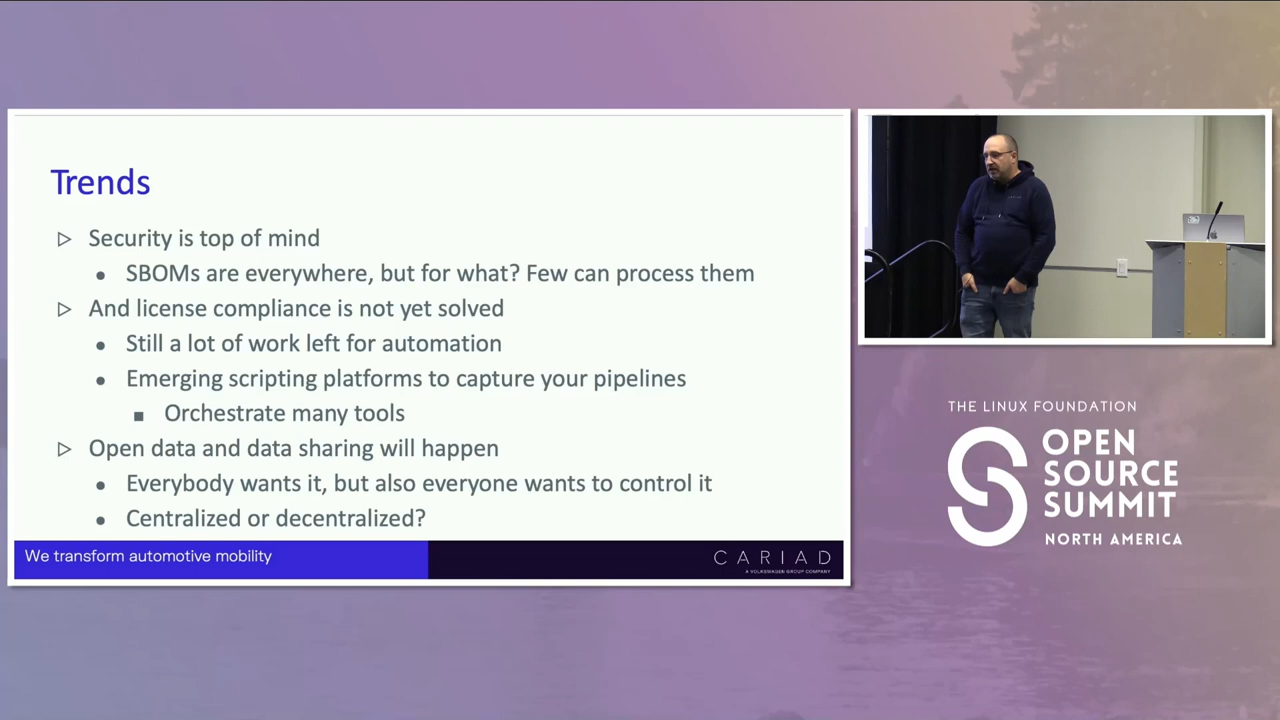 Trends
Security is top of mind
SBOMs are everywhere, but for what? Few can process them
And license compliance is not yet solved
Still a lot of work left for automation
Emerging scripting platforms to capture your pipelines
Orchestrate many tools
Open data and data sharing will happen
Everybody wants it, but also everyone wants to control it
Centralized or decentralized?
We transform automotive mobility
CARIAD
A VOLKSWAGEN GROUP COMPANY
THE LINUX FOUNDATION
OPEN
SOURCE
SUMMIT
NORTH AMERICA